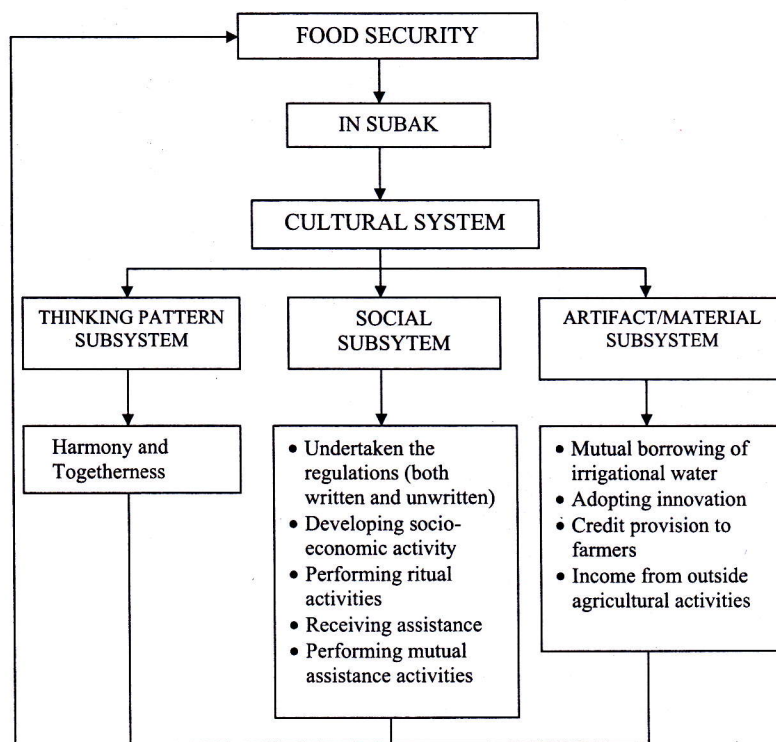 FOOD SECURITY
IN SUBAK
CULTURAL SYSTEM
THINKING PATTERN
SUBSYSTEM
SOCIAL
SUBSYTEM
ARTIFACT/MATERIAL
SUBSYSTEM
Harmony and
Togetherness
• Undertaken the
regulations (both
written and unwritten)
• Developing socio-
economic activity
• Performing ritual
activities
• Receiving assistance
• Performing mutual
assistance activities
• Mutual borrowing of
irrigational water
• Adopting innovation
• Credit provision to
farmers
• Income from outside
agricultural activities